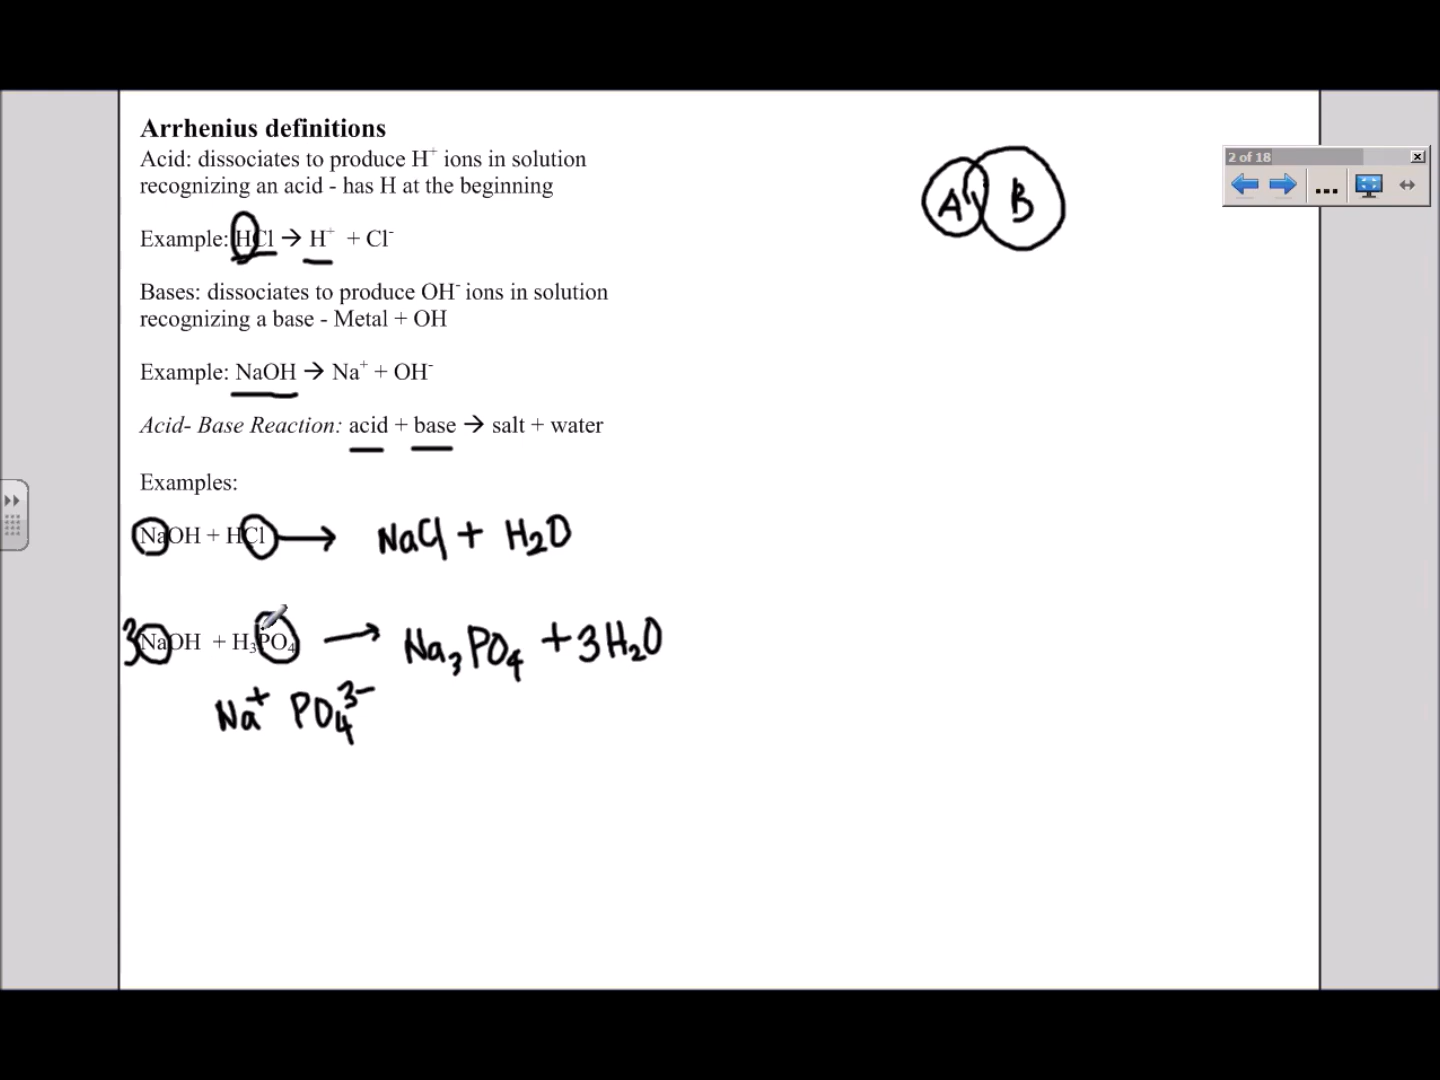 Arrhenius definitions
Acid: dissociates to produce H⁺ ions in solution
recognizing an acid - has H at the beginning
Example: HCl → H⁺ + Cl⁻
Bases: dissociates to produce OH⁻ ions in solution
recognizing a base - Metal + OH
Example: NaOH → Na⁺ + OH⁻
Acid- Base Reaction: acid + base → salt + water
Examples:
NaOH + HCl → NaCl + H₂O
3 NaOH + H₃PO₄ → Na₃PO₄ + 3H₂O
Na⁺ PO₄³⁻
A B
2 of 18